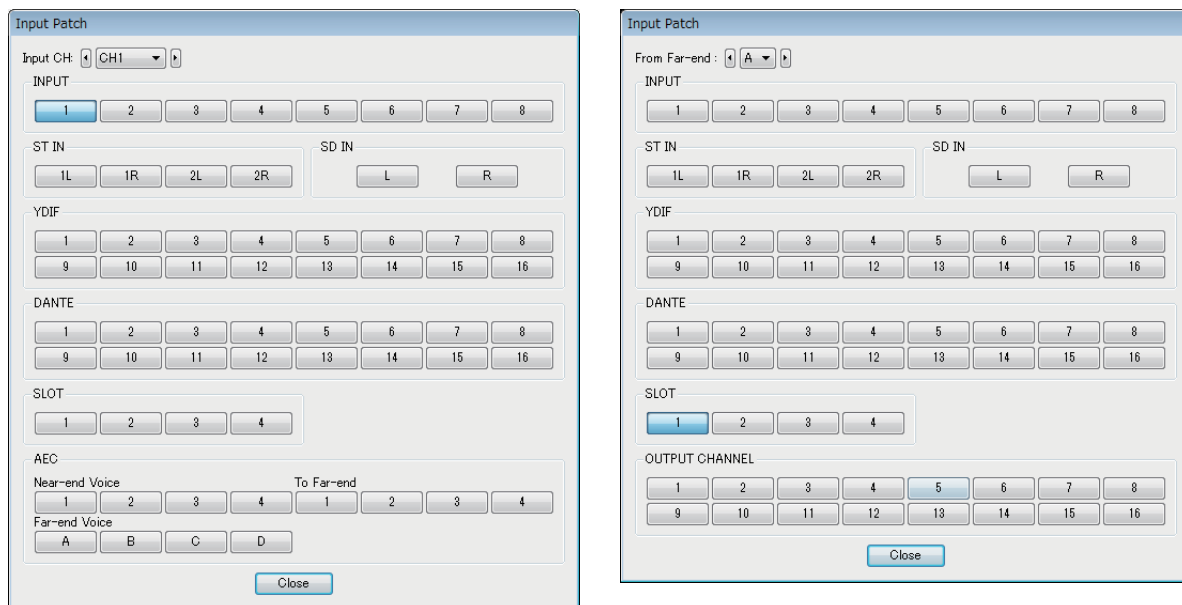 Input Patch
Input CH: CH1
INPUT
1 2 3 4 5 6 7 8
ST IN SD IN
1L 1R 2L 2R L R
YDIF
1 2 3 4 5 6 7 8
9 10 11 12 13 14 15 16
DANTE
1 2 3 4 5 6 7 8
9 10 11 12 13 14 15 16
SLOT
1 2 3 4
AEC
Near-end Voice To Far-end
1 2 3 4 1 2 3 4
Far-end Voice
A B C D
Close
Input Patch
From Far-end : A
INPUT
1 2 3 4 5 6 7 8
ST IN SD IN
1L 1R 2L 2R L R
YDIF
1 2 3 4 5 6 7 8
9 10 11 12 13 14 15 16
DANTE
1 2 3 4 5 6 7 8
9 10 11 12 13 14 15 16
SLOT
1 2 3 4
OUTPUT CHANNEL
1 2 3 4 5 6 7 8
9 10 11 12 13 14 15 16
Close